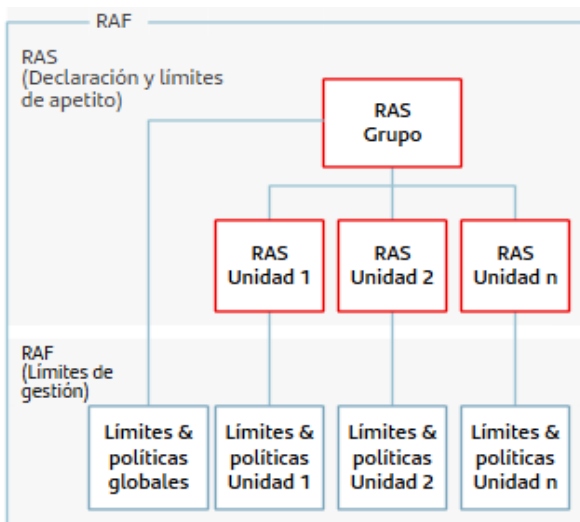 RAF
RAS
(Declaración y límites
de apetito)
RAS
Grupo
RAS
Unidad 1
RAS
Unidad 2
RAS
Unidad n
RAF
(Límites de
gestión)
Límites &
políticas
globales
Límites &
políticas
Unidad 1
Límites &
políticas
Unidad 2
Límites &
políticas
Unidad n